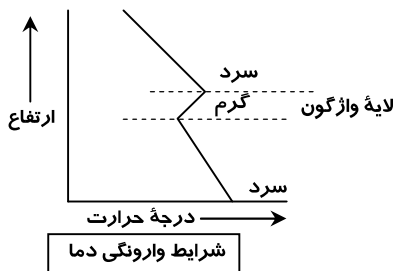 سرد
گرم
لایهٔ واژگون
ارتفاع
سرد
درجهٔ حرارت
شرایط وارونگی دما